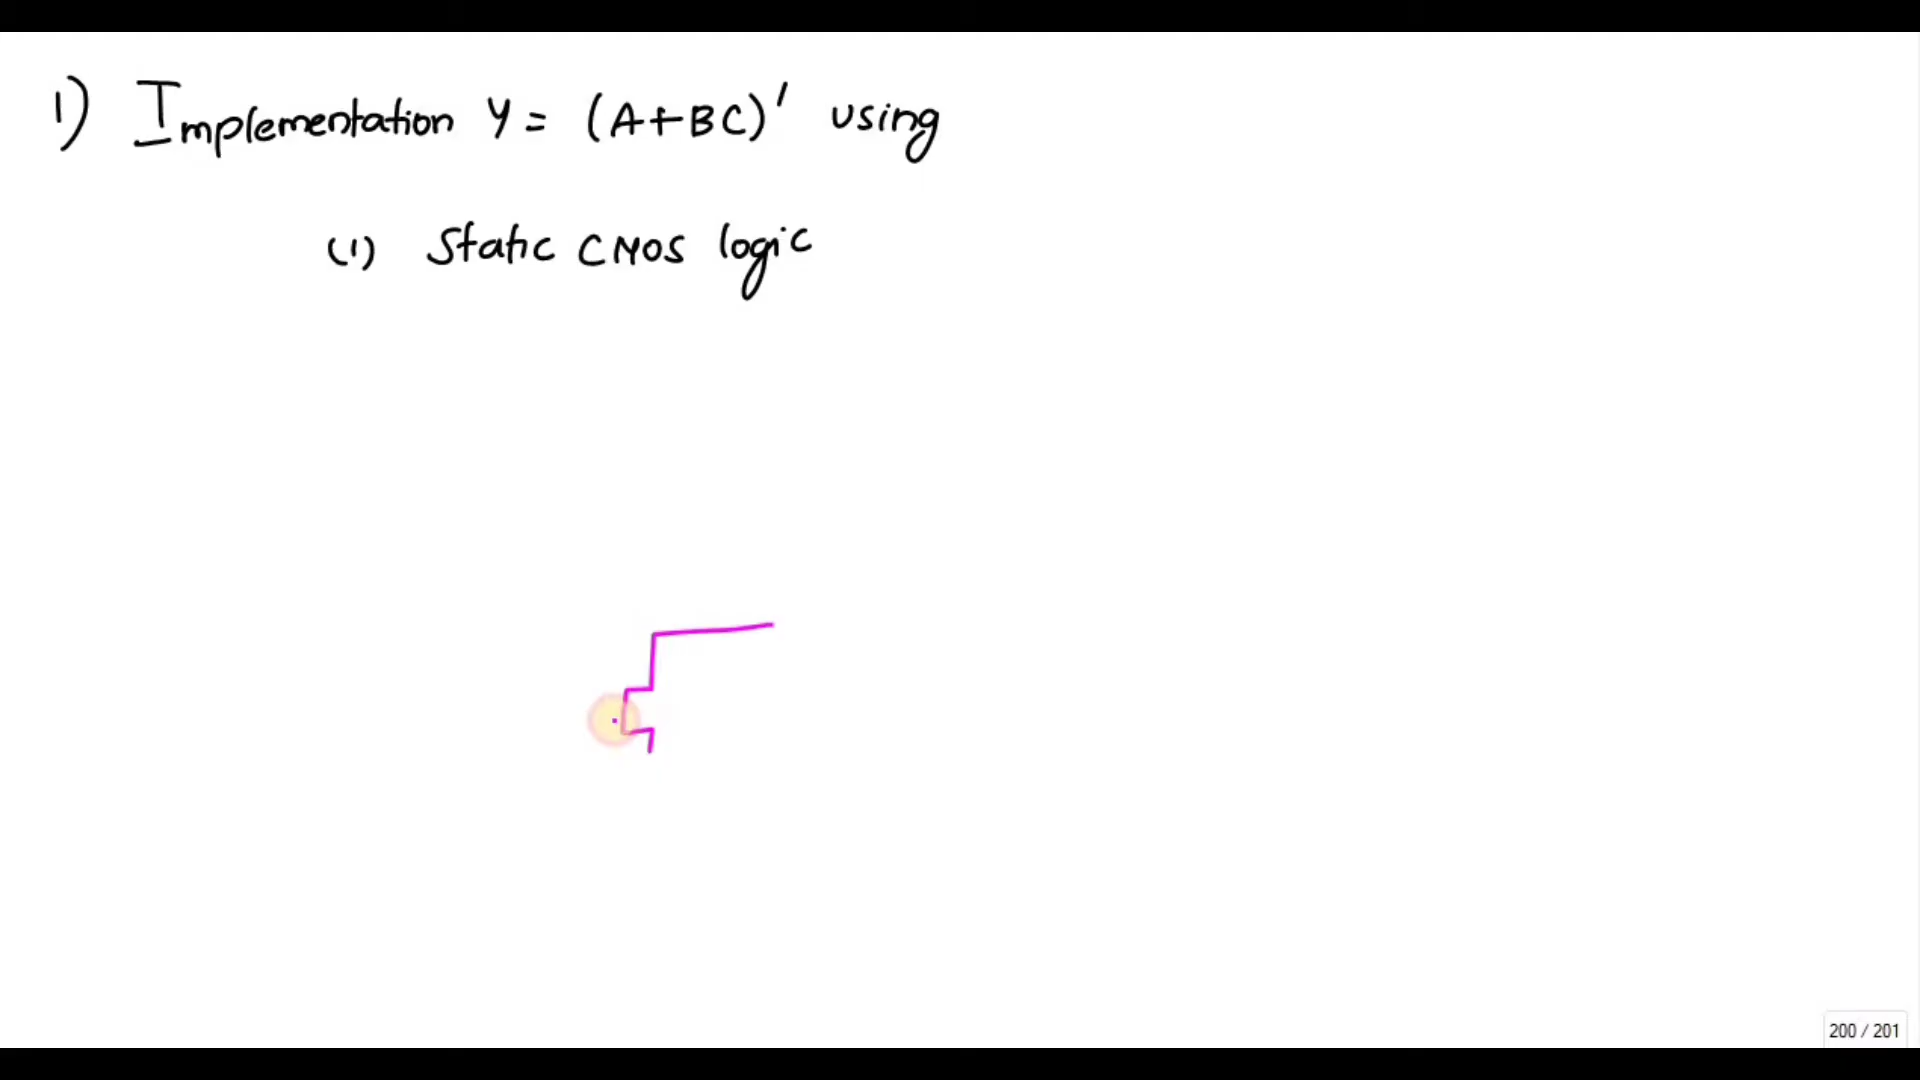 1) Implementation Y = (A+BC)' using
(1) Static CMOS logic
200 / 201